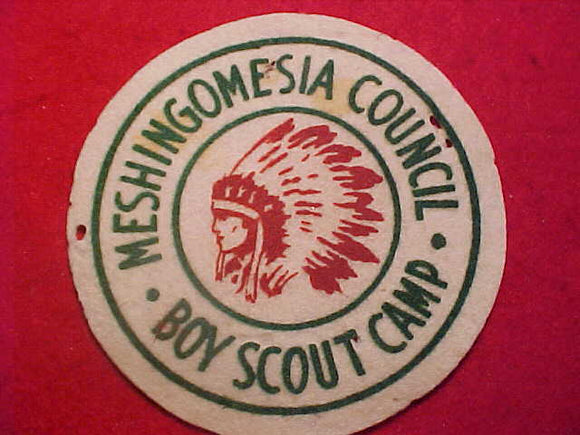 MESHINGOMESIA COUNCIL
• BOY SCOUT CAMP •